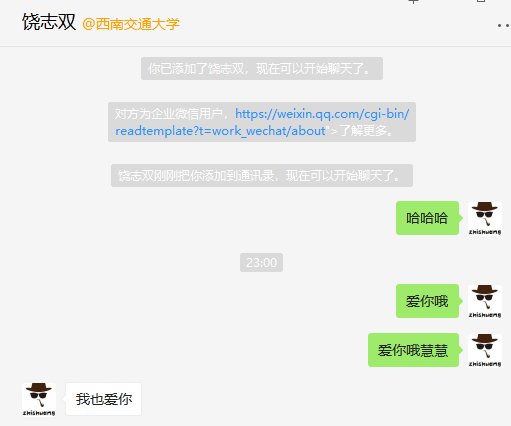 饶志双 @西南交通大学
你已添加了饶志双，现在可以开始聊天了。
对方为企业微信用户，https://weixin.qq.com/cgi-bin/
readtemplate?t=work_wechat/about">了解更多。
饶志双刚刚把你添加到通讯录，现在可以开始聊天了。
哈哈哈
zhishuang
23:00
爱你哦
zhishuang
爱你哦慧慧
zhishuang
zhishuang
我也爱你